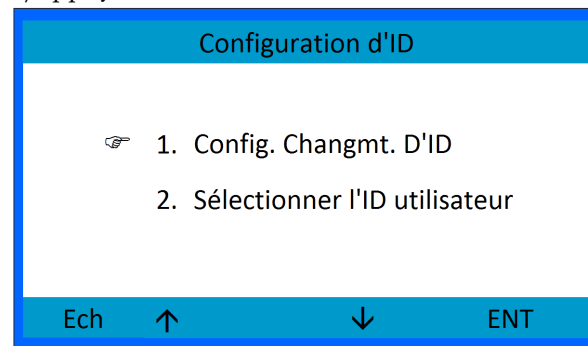 Configuration d'ID
☞ 1. Config. Changmt. D'ID
2. Sélectionner l'ID utilisateur
Ech ↑ ↓ ENT